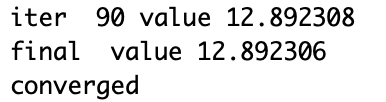 iter  90 value 12.892308
final  value 12.892306
converged